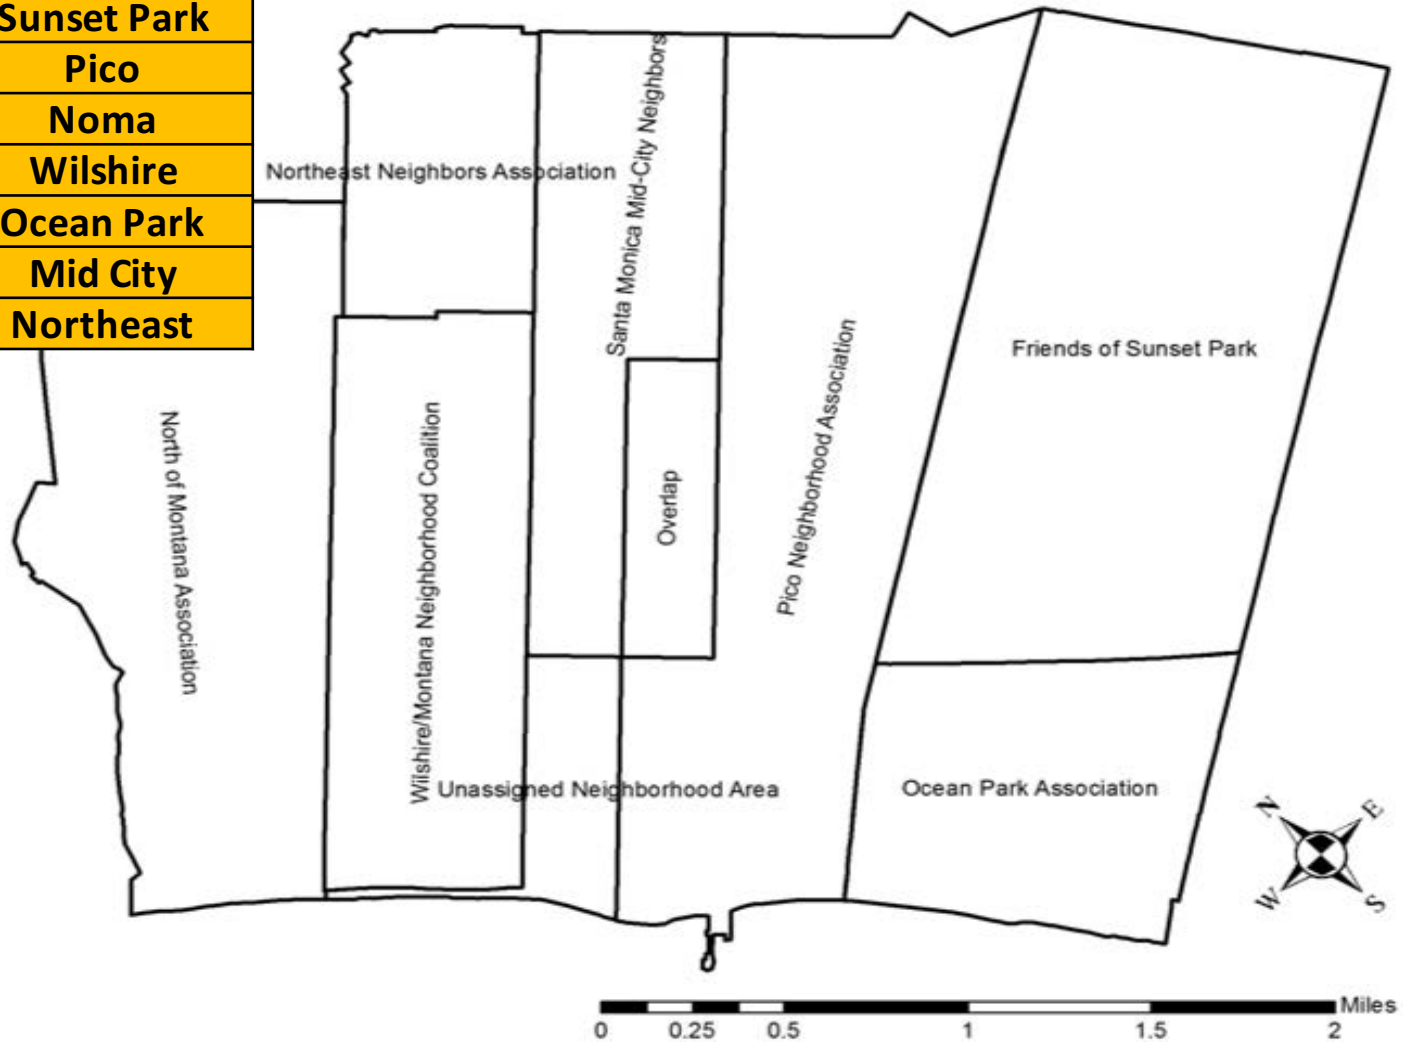 Sunset Park
Pico
Noma
Wilshire
Ocean Park
Mid City
Northeast
Northeast Neighbors Association
Santa Monica Mid-City Neighbors
Friends of Sunset Park
Pico Neighborhood Association
North of Montana Association
Wilshire/Montana Neighborhood Coalition
Overlap
Unassigned Neighborhood Area
Ocean Park Association
N
E
W
S
Miles
0 0.25 0.5 1 1.5 2